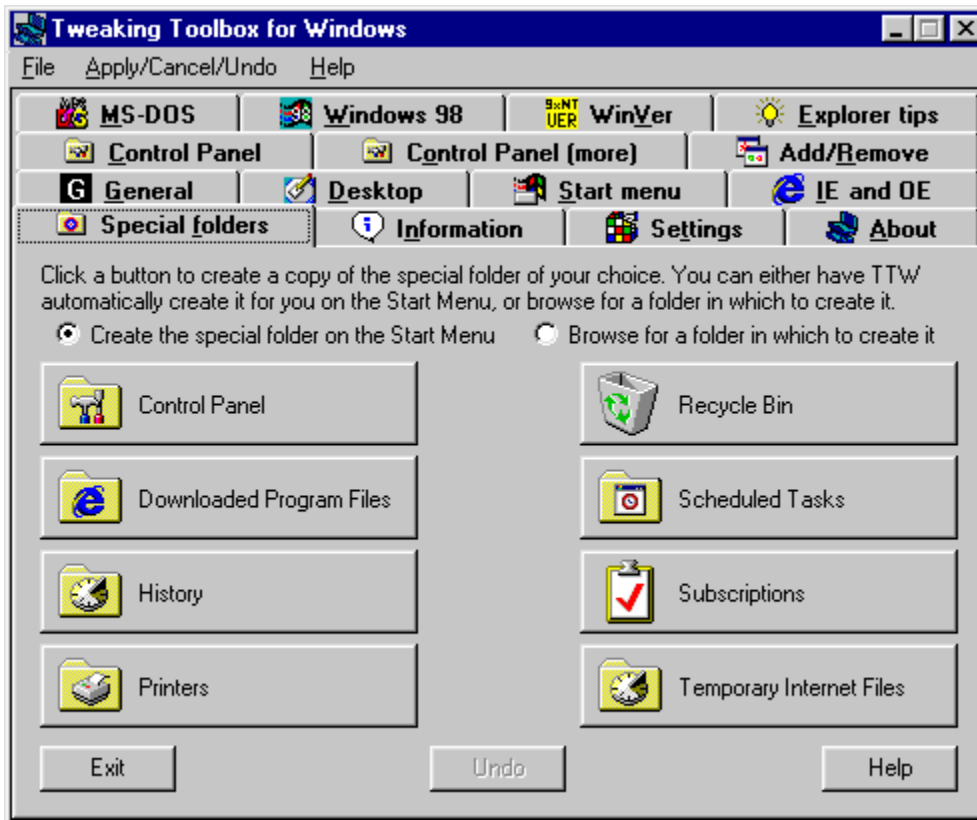 Tweaking Toolbox for Windows
File Apply/Cancel/Undo Help
MS-DOS Windows 98 9xNT VER WinVer Explorer tips
Control Panel Control Panel (more) Add/Remove
G General Desktop Start menu IE and OE
Special folders Information Settings About
Click a button to create a copy of the special folder of your choice. You can either have TTW
automatically create it for you on the Start Menu, or browse for a folder in which to create it.
Create the special folder on the Start Menu Browse for a folder in which to create it
Control Panel Recycle Bin
Downloaded Program Files Scheduled Tasks
History Subscriptions
Printers Temporary Internet Files
Exit Undo Help